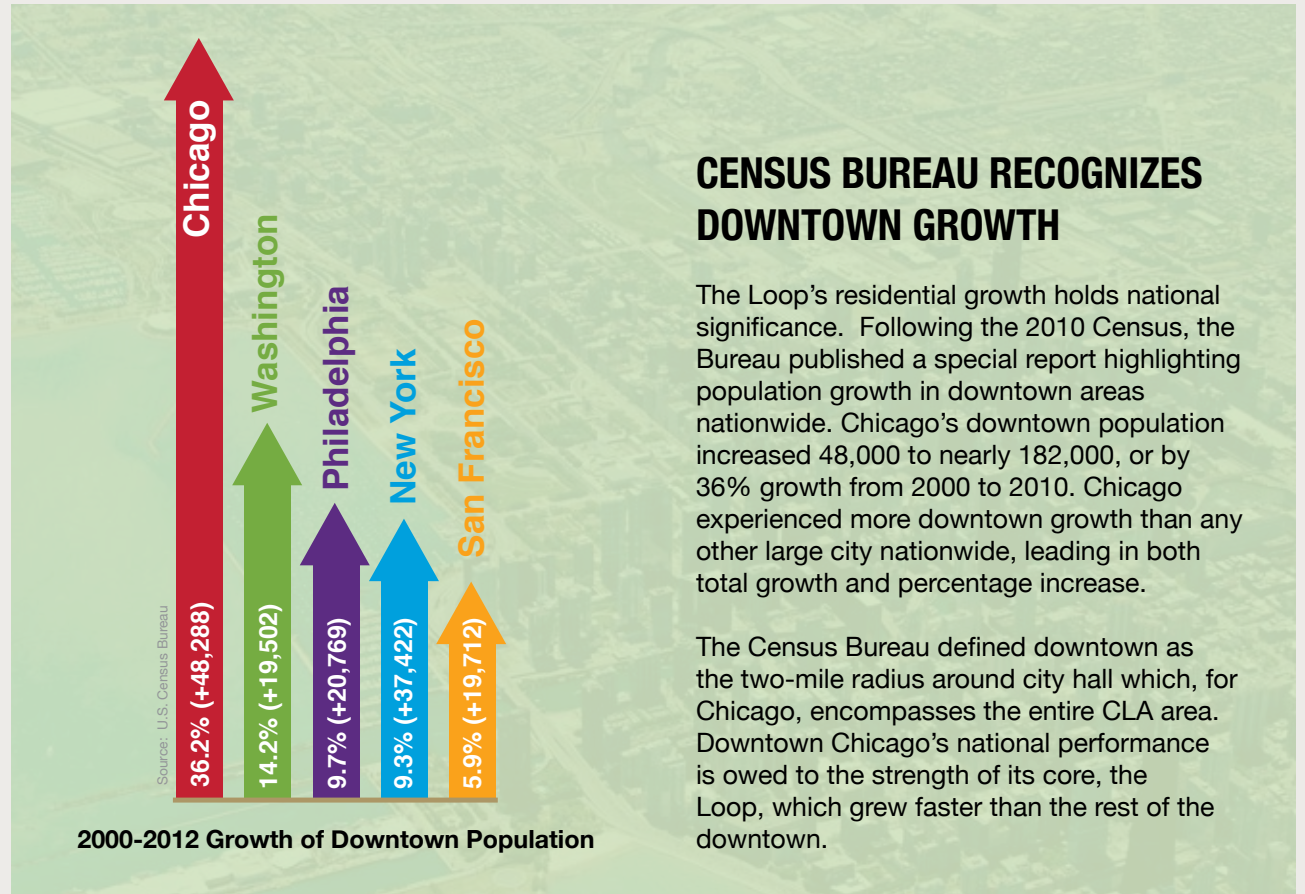 Chicago
Washington
Philadelphia
New York
San Francisco
36.2% (+48,288)
14.2% (+19,502)
9.7% (+20,769)
9.3% (+37,422)
5.9% (+19,712)
Source: U.S. Census Bureau
2000-2012 Growth of Downtown Population
CENSUS BUREAU RECOGNIZES
DOWNTOWN GROWTH
The Loop’s residential growth holds national
significance.  Following the 2010 Census, the
Bureau published a special report highlighting
population growth in downtown areas
nationwide. Chicago’s downtown population
increased 48,000 to nearly 182,000, or by
36% growth from 2000 to 2010. Chicago
experienced more downtown growth than any
other large city nationwide, leading in both
total growth and percentage increase.
The Census Bureau defined downtown as
the two-mile radius around city hall which, for
Chicago, encompasses the entire CLA area.
Downtown Chicago’s national performance
is owed to the strength of its core, the
Loop, which grew faster than the rest of the
downtown.